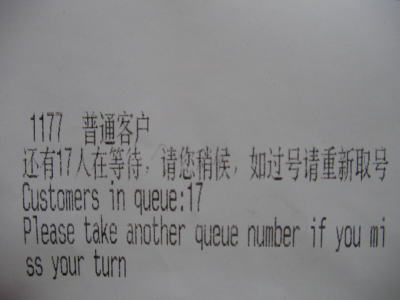 1177 普通客户
还有17人在等待，请您稍候，如过号请重新取号
Customers in queue:17
Please take another queue number if you mi
ss your turn